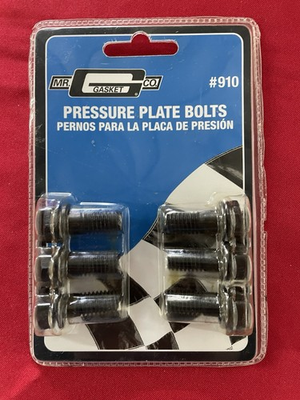 MR. GASKET CO
#910
PRESSURE PLATE BOLTS
PERNOS PARA LA PLACA DE PRESIÓN